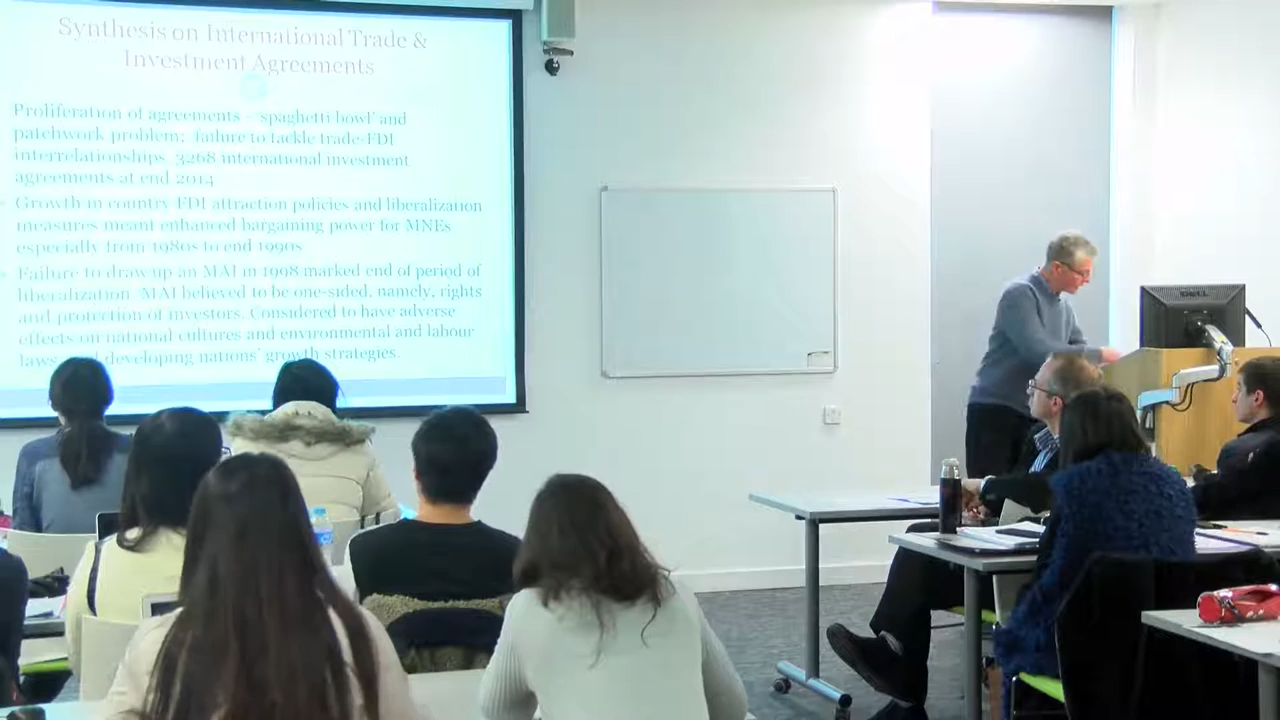 Synthesis on International Trade &
Investment Agreements
Proliferation of agreements – 'spaghetti bowl' and
patchwork problem; failure to tackle trade-FDI
interrelationships. 3268 international investment
agreements at end 2014
Growth in country FDI attraction policies and liberalization
measures meant enhanced bargaining power for MNEs
especially from 1980s to end 1990s
Failure to draw up an MAI in 1998 marked end of period of
liberalization. MAI believed to be one-sided, namely, rights
and protection of investors. Considered to have adverse
effects on national cultures and environmental and labour
laws developing nations' growth strategies.
DELL